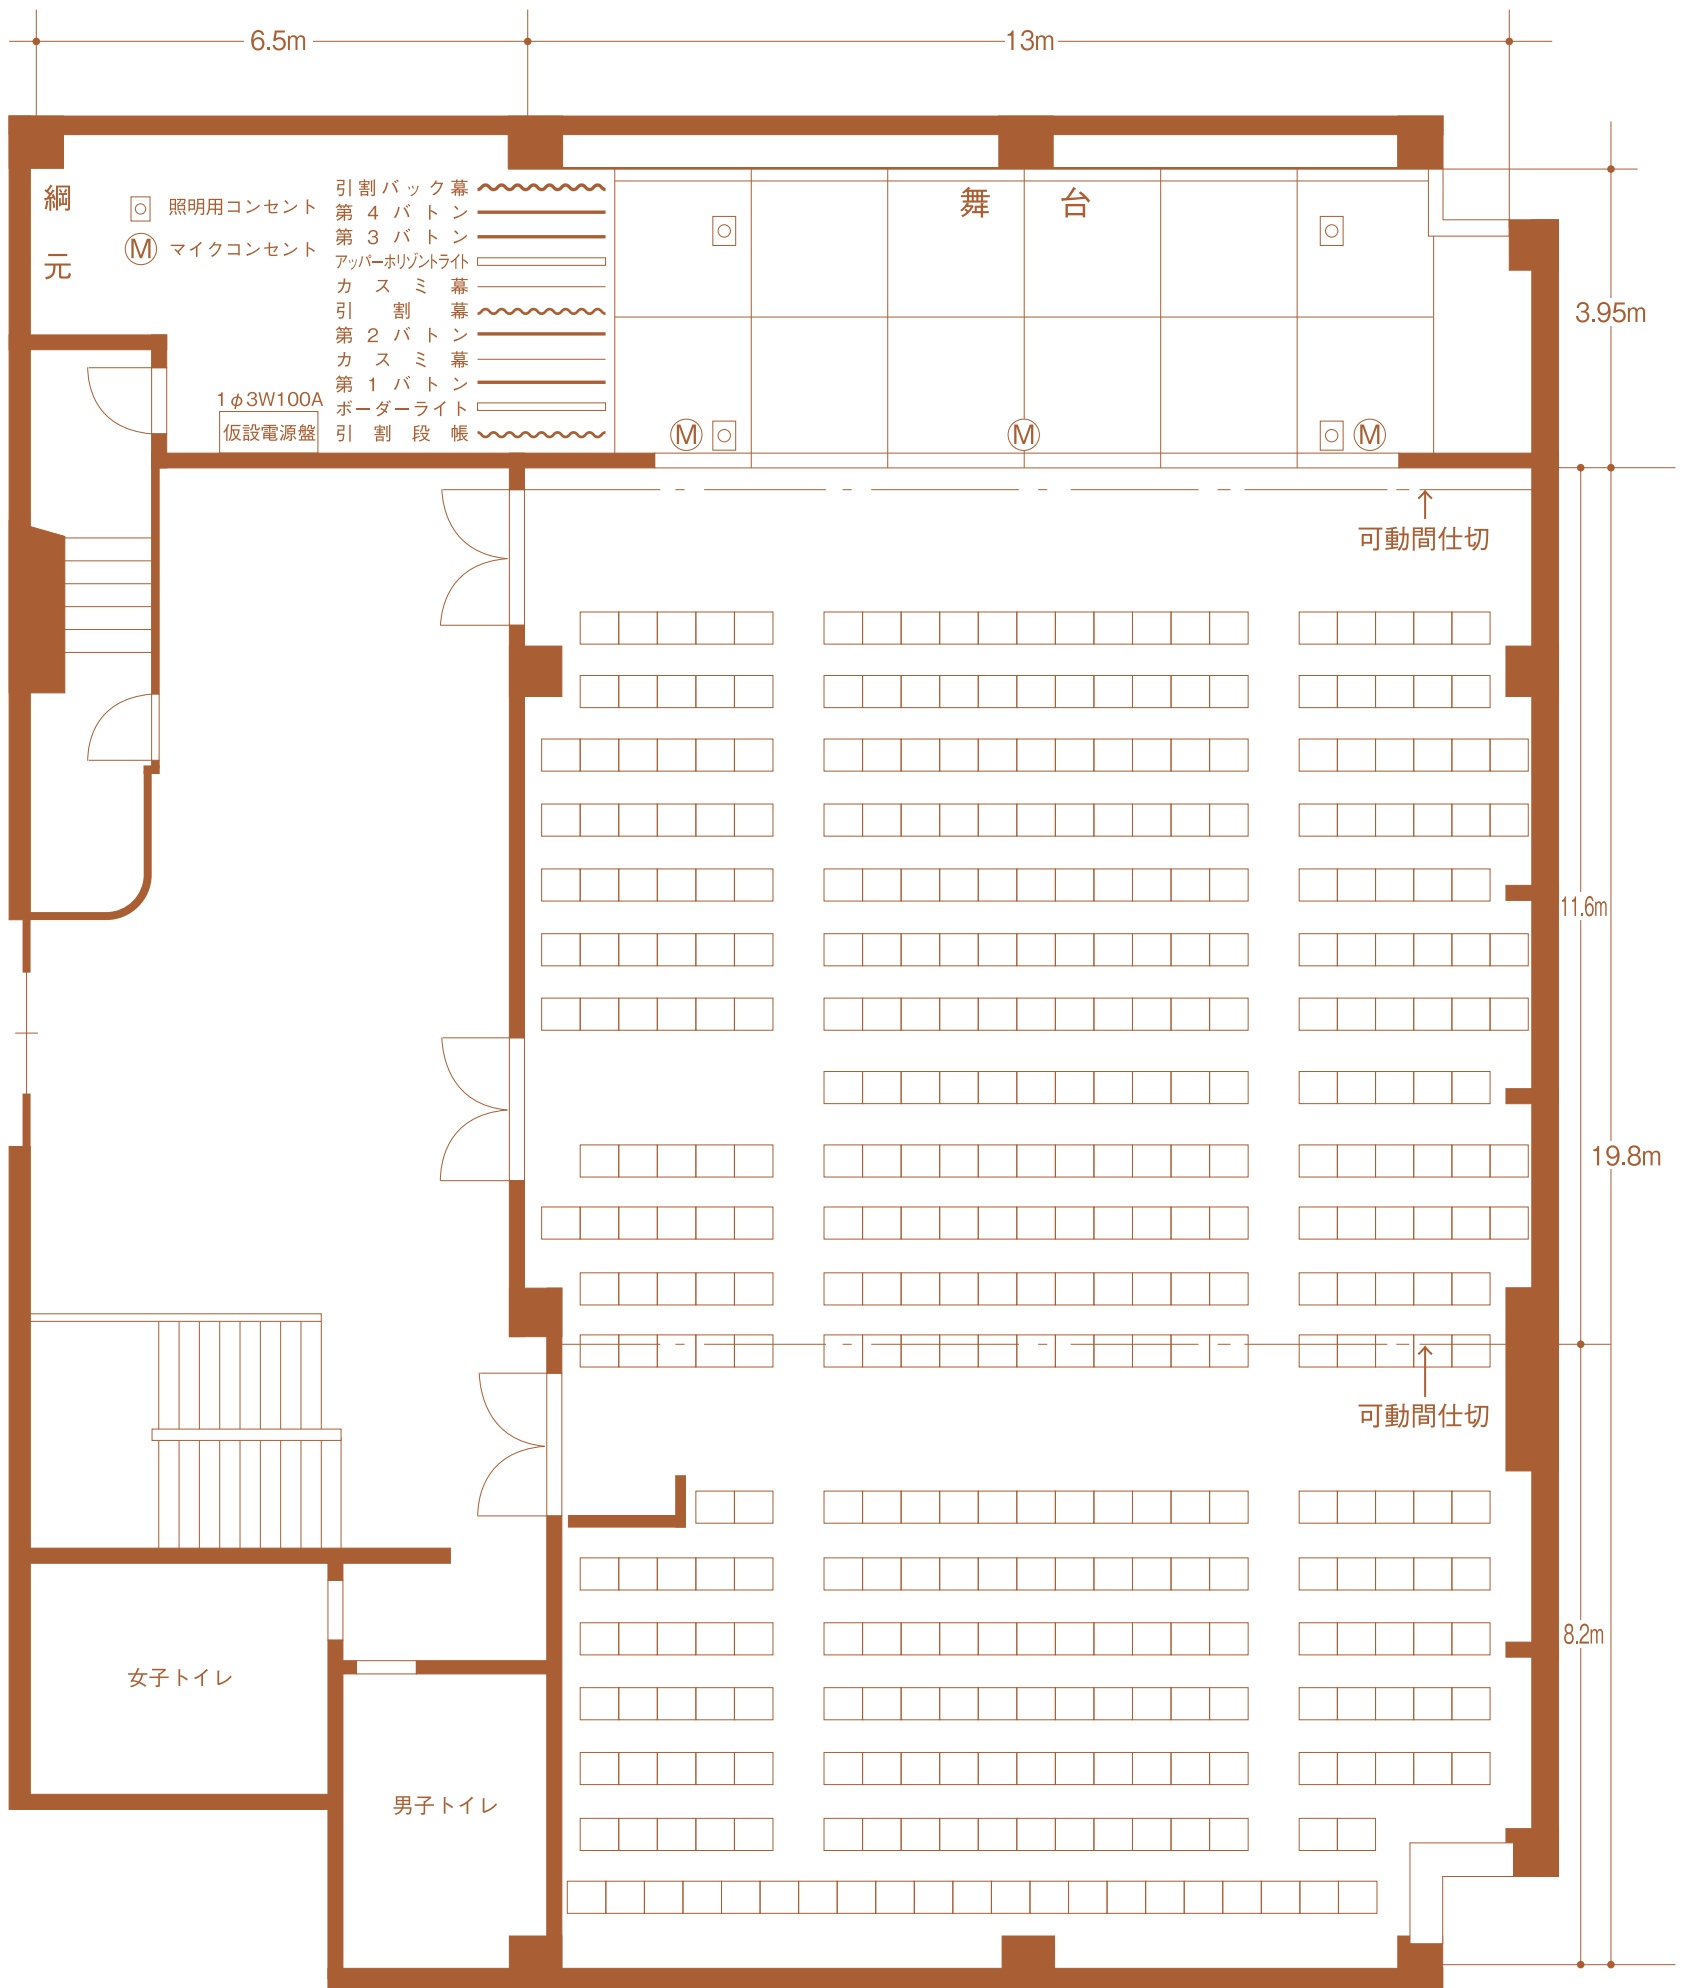 6.5m
13m
綱元
照明用コンセント
Ⓜ マイクコンセント
引割バック幕
第4バトン
第3バトン
アッパーホリゾントライト
カスミ幕
引割幕
第2バトン
カスミ幕
第1バトン
ボーダーライト
引割段帳
1φ3W100A
仮設電源盤
舞台
Ⓜ
Ⓜ
Ⓜ
3.95m
可動間仕切
11.6m
19.8m
可動間仕切
8.2m
女子トイレ
男子トイレ